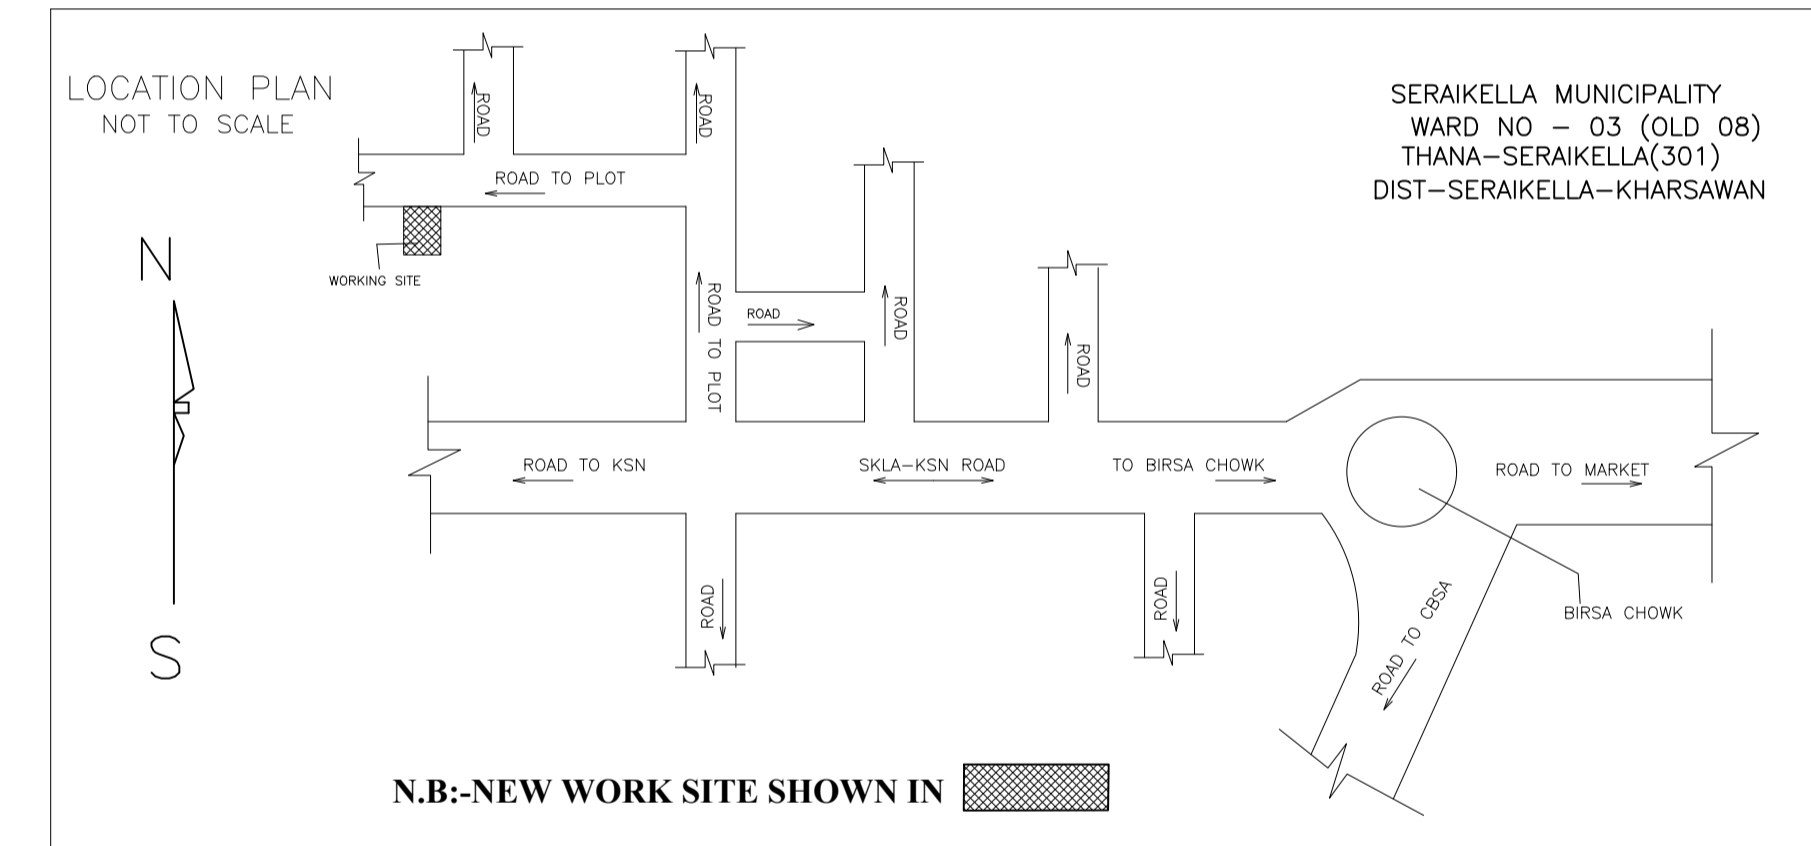 LOCATION PLAN
NOT TO SCALE
SERAIKELLA MUNICIPALITY
WARD NO - 03 (OLD 08)
THANA-SERAIKELLA(301)
DIST-SERAIKELLA-KHARSAWAN
ROAD
ROAD
ROAD TO PLOT
N
WORKING SITE
ROAD TO PLOT
ROAD
ROAD
ROAD
ROAD TO KSN
SKLA-KSN ROAD
TO BIRSA CHOWK
ROAD TO MARKET
ROAD
ROAD
ROAD TO CBSA
BIRSA CHOWK
S
N.B:-NEW WORK SITE SHOWN IN